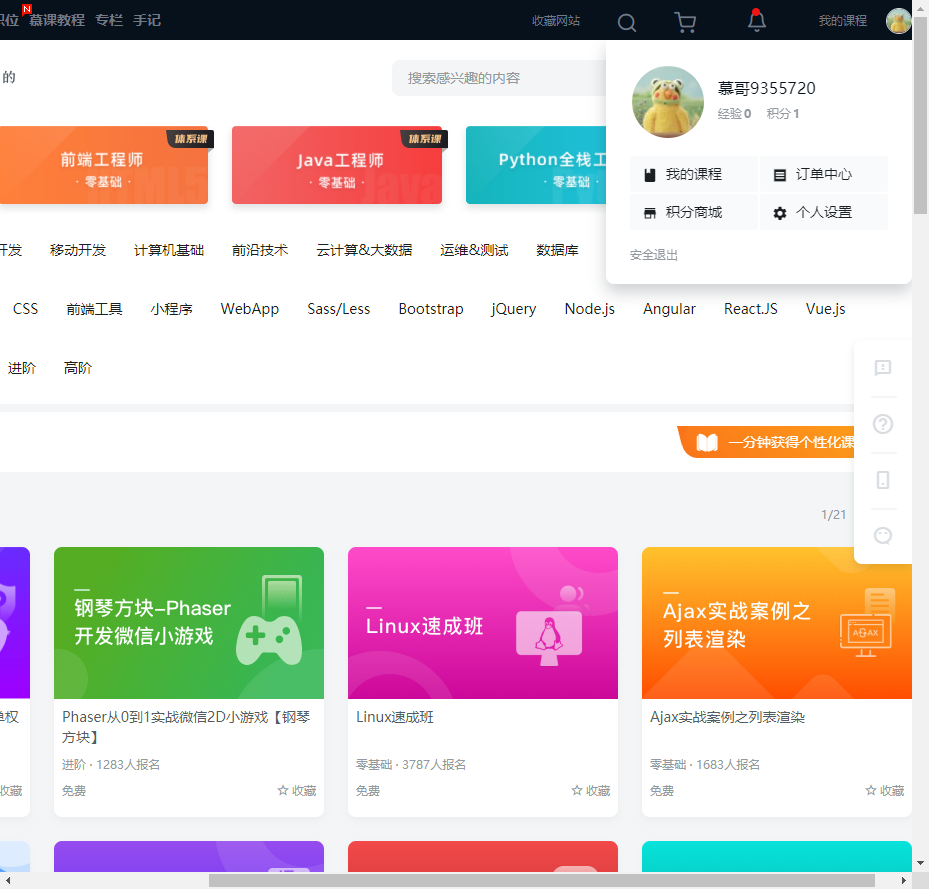 职位 N 慕课教程 专栏 手记 收藏网站 我的课程
的
搜索感兴趣的内容
慕哥9355720
经验0 积分1
我的课程 订单中心
积分商城 个人设置
安全退出
体系课
前端工程师
· 零基础 ·
体系课
Java工程师
· 零基础 ·
Python全栈工
· 零基础 ·
开发 移动开发 计算机基础 前沿技术 云计算&大数据 运维&测试 数据库
CSS 前端工具 小程序 WebApp Sass/Less Bootstrap jQuery Node.js Angular React.JS Vue.js
进阶 高阶
一分钟获得个性化课
1/21
钢琴方块–Phaser
开发微信小游戏
Linux速成班
Ajax实战案例之
列表渲染
AJAX
单权
Phaser从0到1实战微信2D小游戏【钢琴
方块】
Linux速成班
Ajax实战案例之列表渲染
进阶 · 1283人报名
零基础 · 3787人报名
零基础 · 1683人报名
收藏
免费 收藏
免费 收藏
免费 收藏